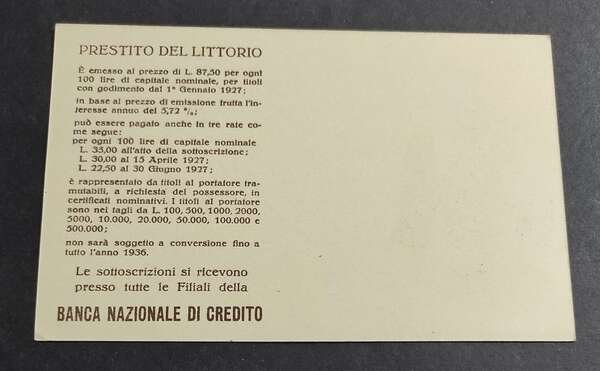 PRESTITO DEL LITTORIO
È emesso al prezzo di L. 87,50 per ogni
100 lire di capitale nominale, per titoli
con godimento dal 1° Gennaio 1927;
in base al prezzo di emissione frutta l'in-
teresse annuo del 5,72 %;
può essere pagato anche in tre rate co-
me segue:
per ogni 100 lire di capitale nominale
L. 35,00 all'atto della sottoscrizione;
L. 30,00 al 15 Aprile 1927;
L. 22,50 al 30 Giugno 1927;
è rappresentato da titoli al portatore tra-
mutabili, a richiesta del possessore, in
certificati nominativi. I titoli al portatore
sono nei tagli da L. 100, 500, 1000, 2000,
5000, 10.000, 20.000, 50.000, 100.000 e
500.000;
non sarà soggetto a conversione fino a
tutto l'anno 1936.
Le sottoscrizioni si ricevono
presso tutte le Filiali della
BANCA NAZIONALE DI CREDITO